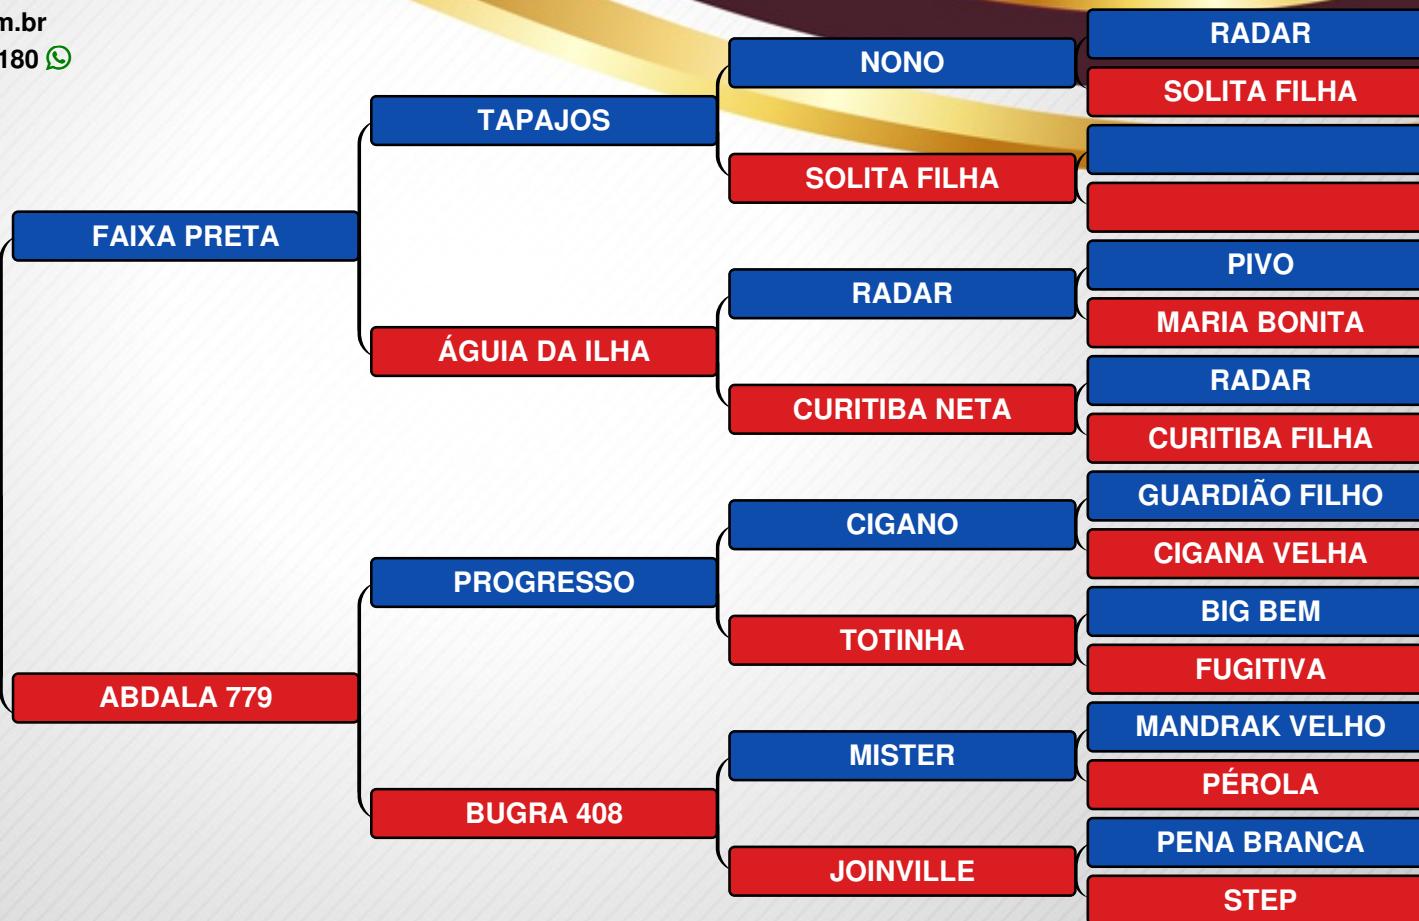 m.br
180
FAIXA PRETA
ABDALA 779
TAPAJOS
ÁGUIA DA ILHA
PROGRESSO
BUGRA 408
NONO
SOLITA FILHA
RADAR
CURITIBA NETA
CIGANO
TOTINHA
MISTER
JOINVILLE
RADAR
SOLITA FILHA
PIVO
MARIA BONITA
RADAR
CURITIBA FILHA
GUARDIÃO FILHO
CIGANA VELHA
BIG BEM
FUGITIVA
MANDRAK VELHO
PÉROLA
PENA BRANCA
STEP